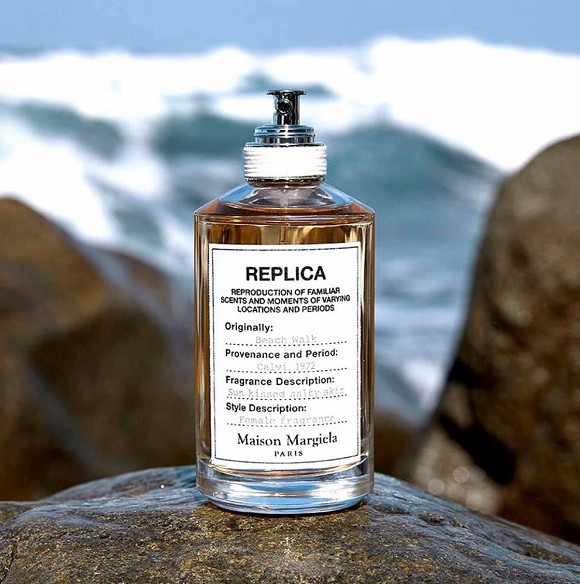 REPLICA
REPRODUCTION OF FAMILIAR
SCENTS AND MOMENTS OF VARYING
LOCATIONS AND PERIODS
Originally:
Beach Walk
Provenance and Period:
Calvi, 1972
Fragrance Description:
Sun kissed salty skin
Style Description:
Female fragrance
Maison Margiela
PARIS